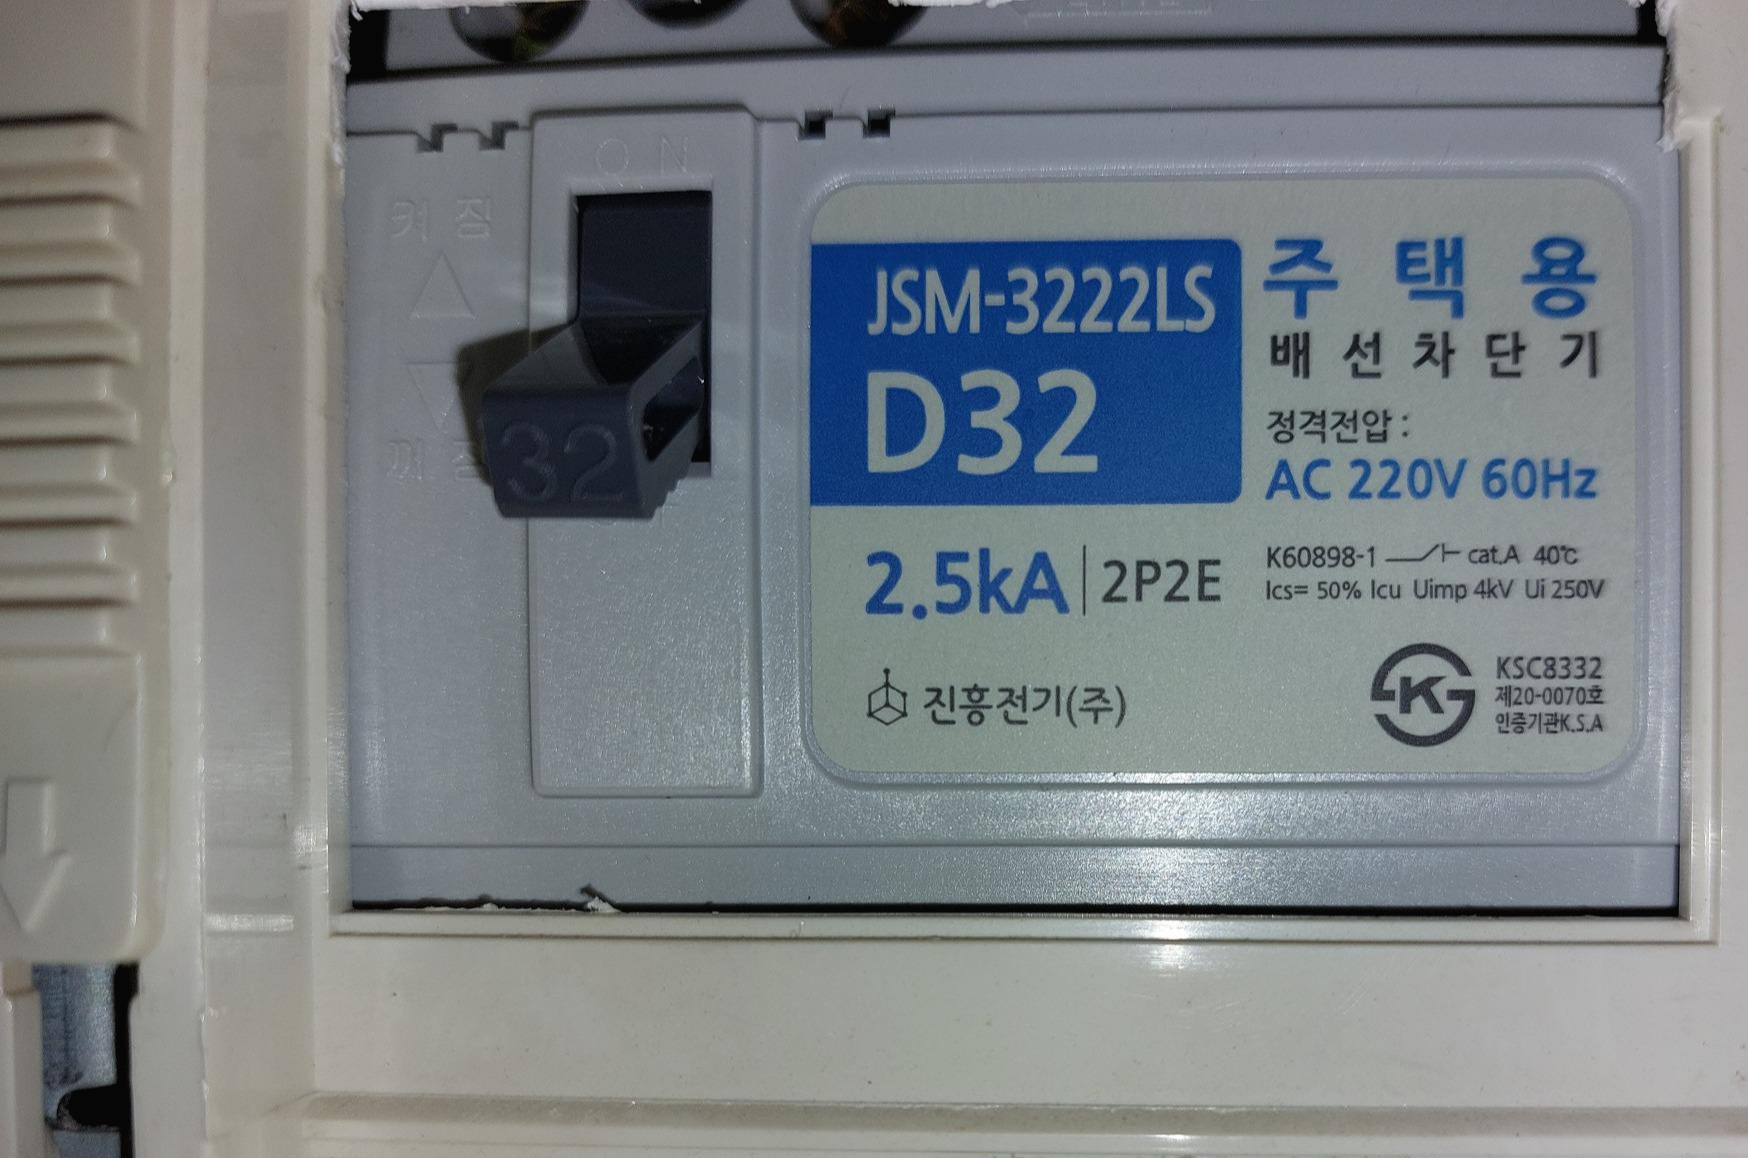 ON
켜짐
32
꺼짐
JSM-3222LS
D32
2.5kA | 2P2E
진흥전기(주)
주택용
배선차단기
정격전압 :
AC 220V 60Hz
K60898-1 cat.A 40℃
Ics= 50% Icu Uimp 4kV Ui 250V
KSC8332
제20-0070호
인증기관K.S.A